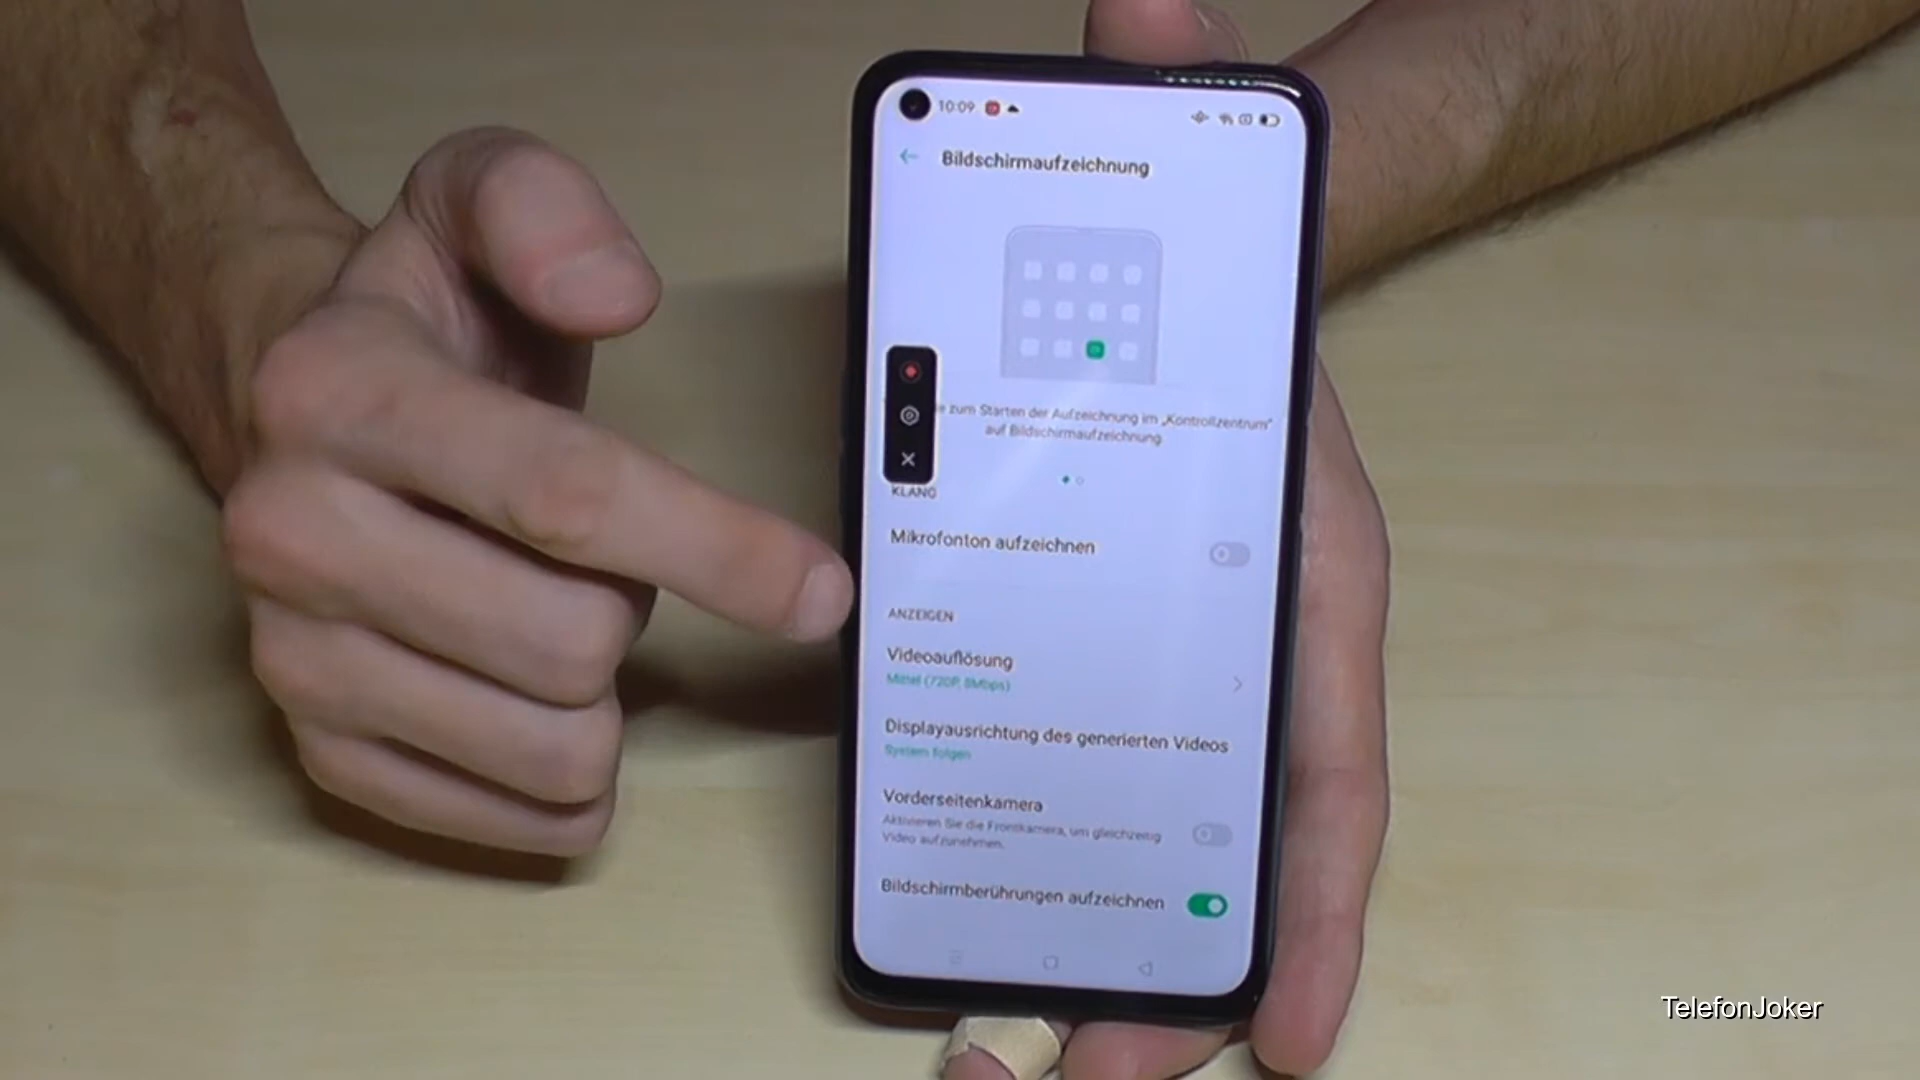 10:09
Bildschirmaufzeichnung
zum Starten der Aufzeichnung im „Kontrollzentrum"
auf Bildschirmaufzeichnung
KLANG
Mikrofonton aufzeichnen
ANZEIGEN
Videoauflösung
Mittel (720P, 8Mbps)
Displayausrichtung des generierten Videos
System folgen
Vorderseitenkamera
Aktivieren Sie die Frontkamera, um gleichzeitig
Video aufzunehmen.
Bildschirmberührungen aufzeichnen
TelefonJoker